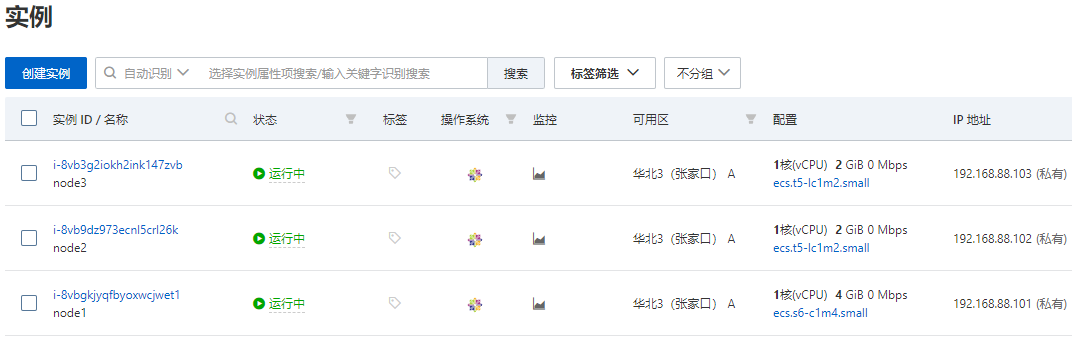 实例
创建实例 自动识别 选择实例属性项搜索/输入关键字识别搜索 搜索 标签筛选 不分组
实例 ID / 名称 状态 标签 操作系统 监控 可用区 配置 IP 地址
i-8vb3g2iokh2ink147zvb
node3
运行中
华北3（张家口） A
1核(vCPU) 2 GiB 0 Mbps
ecs.t5-lc1m2.small
192.168.88.103 (私有)
i-8vb9dz973ecnl5crl26k
node2
运行中
华北3（张家口） A
1核(vCPU) 2 GiB 0 Mbps
ecs.t5-lc1m2.small
192.168.88.102 (私有)
i-8vbgkjyqfbyoxwcjwet1
node1
运行中
华北3（张家口） A
1核(vCPU) 4 GiB 0 Mbps
ecs.s6-c1m4.small
192.168.88.101 (私有)